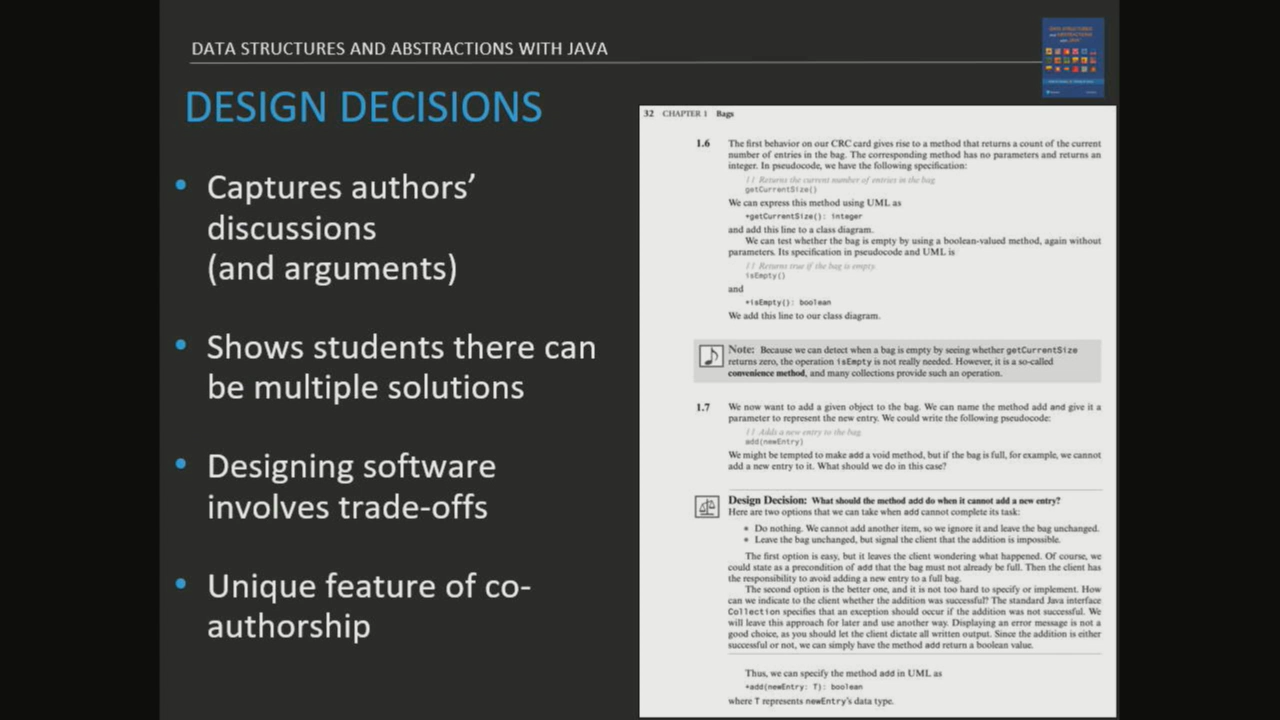 DATA STRUCTURES AND ABSTRACTIONS WITH JAVA
DESIGN DECISIONS
• Captures authors’
discussions
(and arguments)
• Shows students there can
be multiple solutions
• Designing software
involves trade-offs
• Unique feature of co-
authorship
32 CHAPTER 1 Bags
1.6 The first behavior on our CRC card gives rise to a method that returns a count of the current
number of entries in the bag. The corresponding method has no parameters and returns an
integer. In pseudocode, we have the following specification:
// Returns the current number of entries in the bag
getCurrentSize()
We can express this method using UML as
+getCurrentSize(): integer
and add this line to a class diagram.
We can test whether the bag is empty by using a boolean-valued method, again without
parameters. Its specification in pseudocode and UML is
// Returns true if the bag is empty.
isEmpty()
and
+isEmpty(): boolean
We add this line to our class diagram.
Note: Because we can detect when a bag is empty by seeing whether getCurrentSize
returns zero, the operation isEmpty is not really needed. However, it is a so-called
convenience method, and many collections provide such an operation.
1.7 We now want to add a given object to the bag. We can name the method add and give it a
parameter to represent the new entry. We could write the following pseudocode:
// Adds a new entry to the bag.
add(newEntry)
We might be tempted to make add a void method, but if the bag is full, for example, we cannot
add a new entry to it. What should we do in this case?
Design Decision: What should the method add do when it cannot add a new entry?
Here are two options that we can take when add cannot complete its task:
• Do nothing. We cannot add another item, so we ignore it and leave the bag unchanged.
• Leave the bag unchanged, but signal the client that the addition is impossible.
The first option is easy, but it leaves the client wondering what happened. Of course, we
could state as a precondition of add that the bag must not already be full. Then the client has
the responsibility to avoid adding a new entry to a full bag.
The second option is the better one, and it is not too hard to specify or implement. How
can we indicate to the client whether the addition was successful? The standard Java interface
Collection specifies that an exception should occur if the addition was not successful. We
will leave this approach for later and use another way. Displaying an error message is not a
good choice, as you should let the client dictate all written output. Since the addition is either
successful or not, we can simply have the method add return a boolean value.
Thus, we can specify the method add in UML as
+add(newEntry: T): boolean
where T represents newEntry's data type.